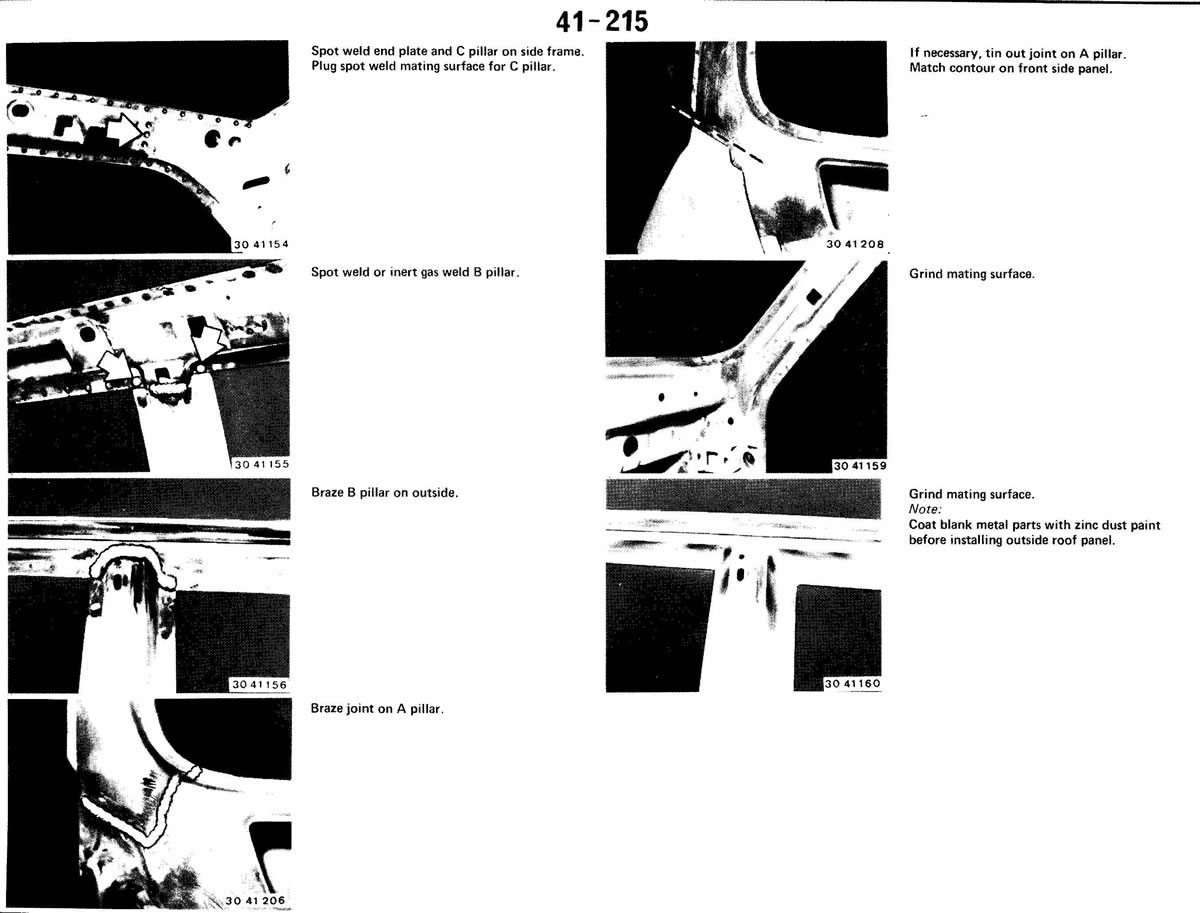 41-215
Spot weld end plate and C pillar on side frame.
Plug spot weld mating surface for C pillar.
30 41 154
Spot weld or inert gas weld B pillar.
30 41 155
Braze B pillar on outside.
30 41 156
Braze joint on A pillar.
30 41 206
If necessary, tin out joint on A pillar.
Match contour on front side panel.
30 41 208
Grind mating surface.
30 41 159
Grind mating surface.
Note:
Coat blank metal parts with zinc dust paint
before installing outside roof panel.
30 41 160